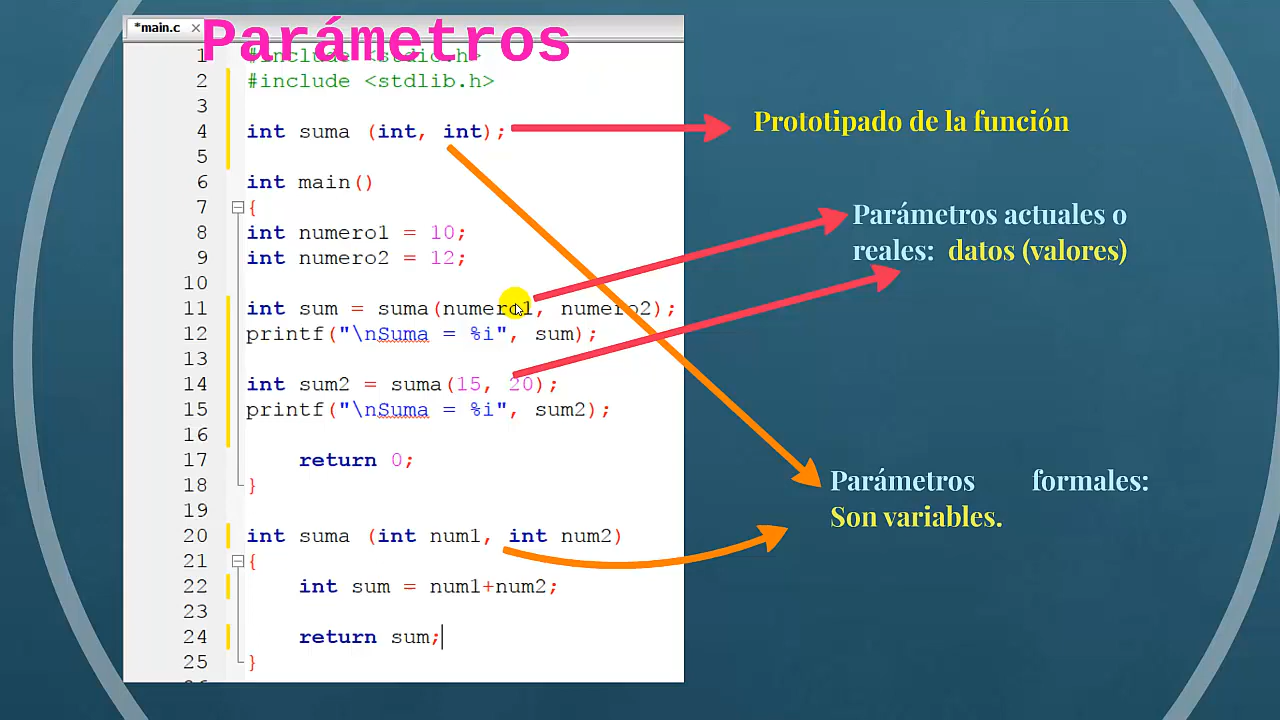 *main.c ×
Parámetros
1 #include <stdio.h>
2 #include <stdlib.h>
3
4 int suma (int, int);
5
6 int main()
7 {
8 int numero1 = 10;
9 int numero2 = 12;
10
11 int sum = suma(numero1, numero2);
12 printf("\nSuma = %i", sum);
13
14 int sum2 = suma(15, 20);
15 printf("\nSuma = %i", sum2);
16
17 return 0;
18 }
19
20 int suma (int num1, int num2)
21 {
22 int sum = num1+num2;
23
24 return sum;
25 }
Prototipado de la función
Parámetros actuales o
reales: datos (valores)
Parámetros formales:
Son variables.